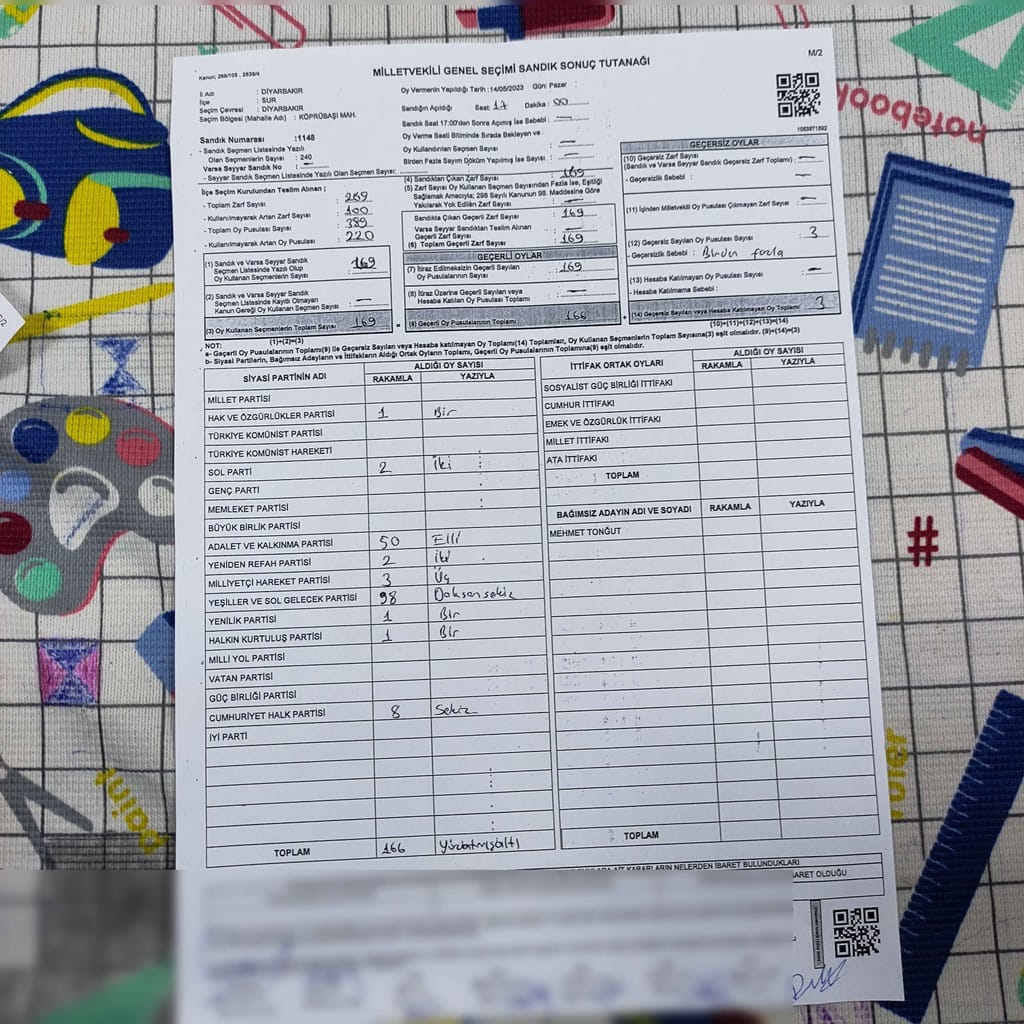 M/2
Kanun; 298/105 , 2839/4
MİLLETVEKİLİ GENEL SEÇİMİ SANDIK SONUÇ TUTANAĞI
İl Adı : DİYARBAKIR
İlçe : SUR
Seçim Çevresi : DİYARBAKIR
Seçim Bölgesi (Mahalle Adı) : KÖPRÜBAŞI MAH.
Sandık Numarası :1148
- Sandık Seçmen Listesinde Yazılı
Olan Seçmenlerin Sayısı : 240
Varsa Seyyar Sandık No : —
- Seyyar Sandık Seçmen Listesinde Yazılı Olan Seçmen Sayısı:
İlçe Seçim Kurulundan Teslim Alınan ;
- Toplam Zarf Sayısı : 269
- Kullanılmayarak Artan Zarf Sayısı : 100
- Toplam Oy Pusulası Sayısı : 389
- Kullanılmayarak Artan Oy Pusulası Sayısı : 220
(1) Sandık ve Varsa Seyyar Sandık
Seçmen Listesinde Yazılı Olup
Oy Kullanan Seçmenlerin Sayısı : 169
(2) Sandık ve Varsa Seyyar Sandık
Seçmen Listesinde Kayıtlı Olmayan
Kanun Gereği Oy Kullanan Seçmen Sayısı : —
(3) Oy Kullanan Seçmenlerin Toplam Sayısı : 169
(1)+(2)=(3)
Oy Vermenin Yapıldığı Tarih :14/05/2023 Gün: Pazar
Sandığın Açıldığı Saat: 17 Dakika : 00
Sandık Saat 17:00'den Sonra Açılmış İse Sebebi : —
Oy Verme Saati Bitiminde Sırada Bekleyen ve
Oy Kullandırılan Seçmen Sayısı : —
Birden Fazla Sayım Döküm Yapılmış İse Sayısı : —
(4) Sandıktan Çıkan Zarf Sayısı : 169
(5) Zarf Sayısı Oy Kullanan Seçmen Sayısından Fazla İse, Eşitliği
Sağlamak Amacıyla; 298 Sayılı Kanunun 98. Maddesine Göre
Yakılarak Yok Edilen Zarf Sayısı : —
Sandıkta Çıkan Geçerli Zarf Sayısı : 169
Varsa Seyyar Sandıktan Teslim Alınan
Geçerli Zarf Sayısı : —
(6) Toplam Geçerli Zarf Sayısı : 169
GEÇERLİ OYLAR
(7) İtiraz Edilmeksizin Geçerli Sayılan
Oy Pusulalarının Sayısı : 169
(8) İtiraz Üzerine Geçerli Sayılan veya
Hesaba Katılan Oy Pusulası Toplamı : —
(9) Geçerli Oy Pusulalarının Toplamı : 166
1083871892
GEÇERSİZ OYLAR
(10) Geçersiz Zarf Sayısı
(Sandık ve Varsa Seyyar Sandık Geçersiz Zarf Toplamı) : —
- Geçersizlik Sebebi : —
(11) İçinden Milletvekili Oy Pusulası Çıkmayan Zarf Sayısı : —
(12) Geçersiz Sayılan Oy Pusulası Sayısı : 3
- Geçersizlik Sebebi : Birden fazla
(13) Hesaba Katılmayan Oy Pusulası Sayısı : —
- Hesaba Katılmama Sebebi :
(14) Geçersiz Sayılan veya Hesaba Katılmayan Oy Toplamı : 3
(10)+(11)+(12)+(13)=(14)
NOT:
a- Geçerli Oy Pusulalarının Toplamı(9) ile Geçersiz Sayılan veya Hesaba katılmayan Oy Toplamı(14) Toplamları, Oy Kullanan Seçmenlerin Toplam Sayısına(3) eşit olmalıdır. (9)+(14)=(3)
b- Siyasi Partilerin, Bağımsız Adayların ve İttifakların Aldığı Ortak Oyların Toplamı, Geçerli Oy Pusulalarının Toplamına(9) eşit olmalıdır.
SİYASİ PARTİNİN ADI ALDIĞI OY SAYISI
RAKAMLA YAZIYLA
MİLLET PARTİSİ
HAK VE ÖZGÜRLÜKLER PARTİSİ 1 Bir
TÜRKİYE KOMÜNİST PARTİSİ
TÜRKİYE KOMÜNİST HAREKETİ
SOL PARTİ 2 İki
GENÇ PARTİ
MEMLEKET PARTİSİ
BÜYÜK BİRLİK PARTİSİ
ADALET VE KALKINMA PARTİSİ 50 Elli
YENİDEN REFAH PARTİSİ 2 İki
MİLLİYETÇİ HAREKET PARTİSİ 3 Üç
YEŞİLLER VE SOL GELECEK PARTİSİ 98 Doksansekiz
YENİLİK PARTİSİ 1 Bir
HALKIN KURTULUŞ PARTİSİ 1 Bir
MİLLİ YOL PARTİSİ
VATAN PARTİSİ
GÜÇ BİRLİĞİ PARTİSİ
CUMHURİYET HALK PARTİSİ 8 Sekiz
İYİ PARTİ
TOPLAM 166 Yüzatmışaltı
İTTİFAK ORTAK OYLARI ALDIĞI OY SAYISI
RAKAMLA YAZIYLA
SOSYALİST GÜÇ BİRLİĞİ İTTİFAKI
CUMHUR İTTİFAKI
EMEK VE ÖZGÜRLÜK İTTİFAKI
MİLLET İTTİFAKI
ATA İTTİFAKI
TOPLAM
BAĞIMSIZ ADAYIN ADI VE SOYADI RAKAMLA YAZIYLA
MEHMET TONĞUT
TOPLAM
KARARLARIN NELERDEN İBARET BULUNDUKLARI
İBARET OLDUĞU
notebook
#
paint